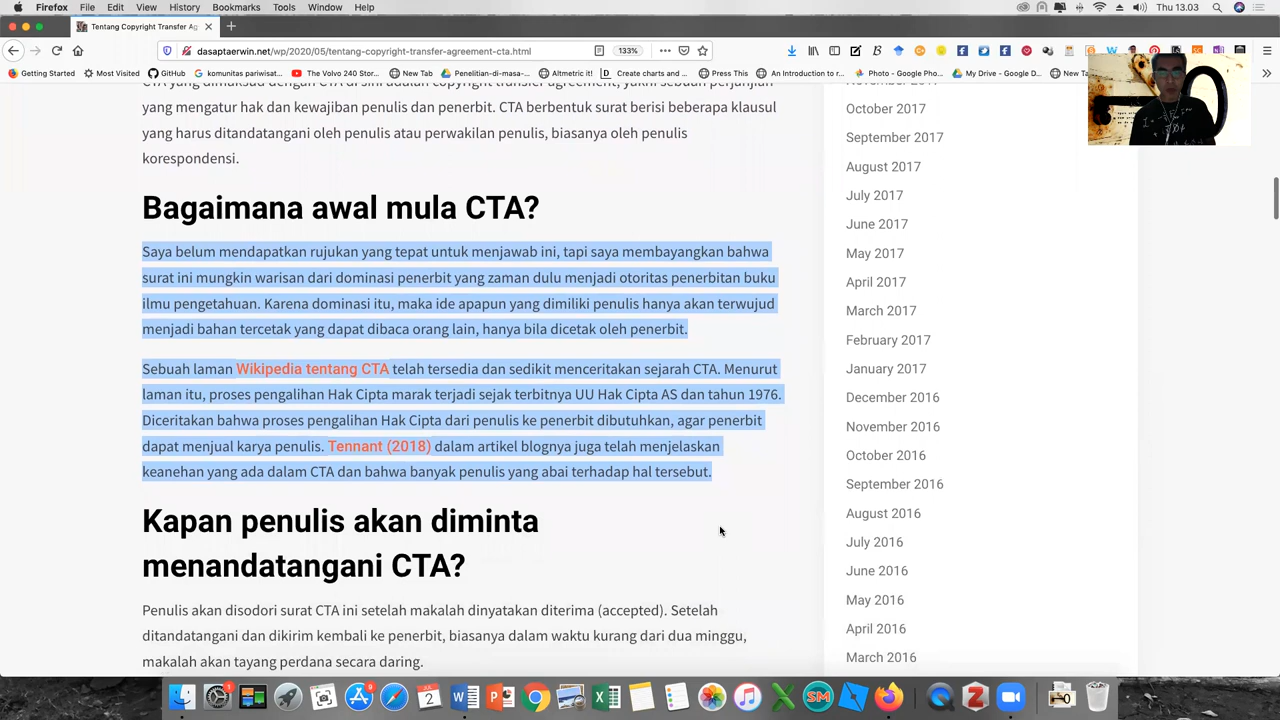 Firefox File Edit View History Bookmarks Tools Window Help Thu 13.03
Tentang Copyright Transfer Ag
dasaptaerwin.net/wp/2020/05/tentang-copyright-transfer-agreement-cta.html 133%
Getting Started Most Visited GitHub komunitas pariwisat... The Volvo 240 Stor... New Tab Penelitian-di-masa-... Altmetric it! Create charts and ... Press This An Introduction to r... Photo - Google Pho... My Drive - Google D... New Tab
yang mengatur hak dan kewajiban penulis dan penerbit. CTA berbentuk surat berisi beberapa klausul
yang harus ditandatangani oleh penulis atau perwakilan penulis, biasanya oleh penulis
korespondensi.
Bagaimana awal mula CTA?
Saya belum mendapatkan rujukan yang tepat untuk menjawab ini, tapi saya membayangkan bahwa
surat ini mungkin warisan dari dominasi penerbit yang zaman dulu menjadi otoritas penerbitan buku
ilmu pengetahuan. Karena dominasi itu, maka ide apapun yang dimiliki penulis hanya akan terwujud
menjadi bahan tercetak yang dapat dibaca orang lain, hanya bila dicetak oleh penerbit.
Sebuah laman Wikipedia tentang CTA telah tersedia dan sedikit menceritakan sejarah CTA. Menurut
laman itu, proses pengalihan Hak Cipta marak terjadi sejak terbitnya UU Hak Cipta AS dan tahun 1976.
Diceritakan bahwa proses pengalihan Hak Cipta dari penulis ke penerbit dibutuhkan, agar penerbit
dapat menjual karya penulis. Tennant (2018) dalam artikel blognya juga telah menjelaskan
keanehan yang ada dalam CTA dan bahwa banyak penulis yang abai terhadap hal tersebut.
Kapan penulis akan diminta
menandatangani CTA?
Penulis akan disodori surat CTA ini setelah makalah dinyatakan diterima (accepted). Setelah
ditandatangani dan dikirim kembali ke penerbit, biasanya dalam waktu kurang dari dua minggu,
makalah akan tayang perdana secara daring.
October 2017
September 2017
August 2017
July 2017
June 2017
May 2017
April 2017
March 2017
February 2017
January 2017
December 2016
November 2016
October 2016
September 2016
August 2016
July 2016
June 2016
May 2016
April 2016
March 2016